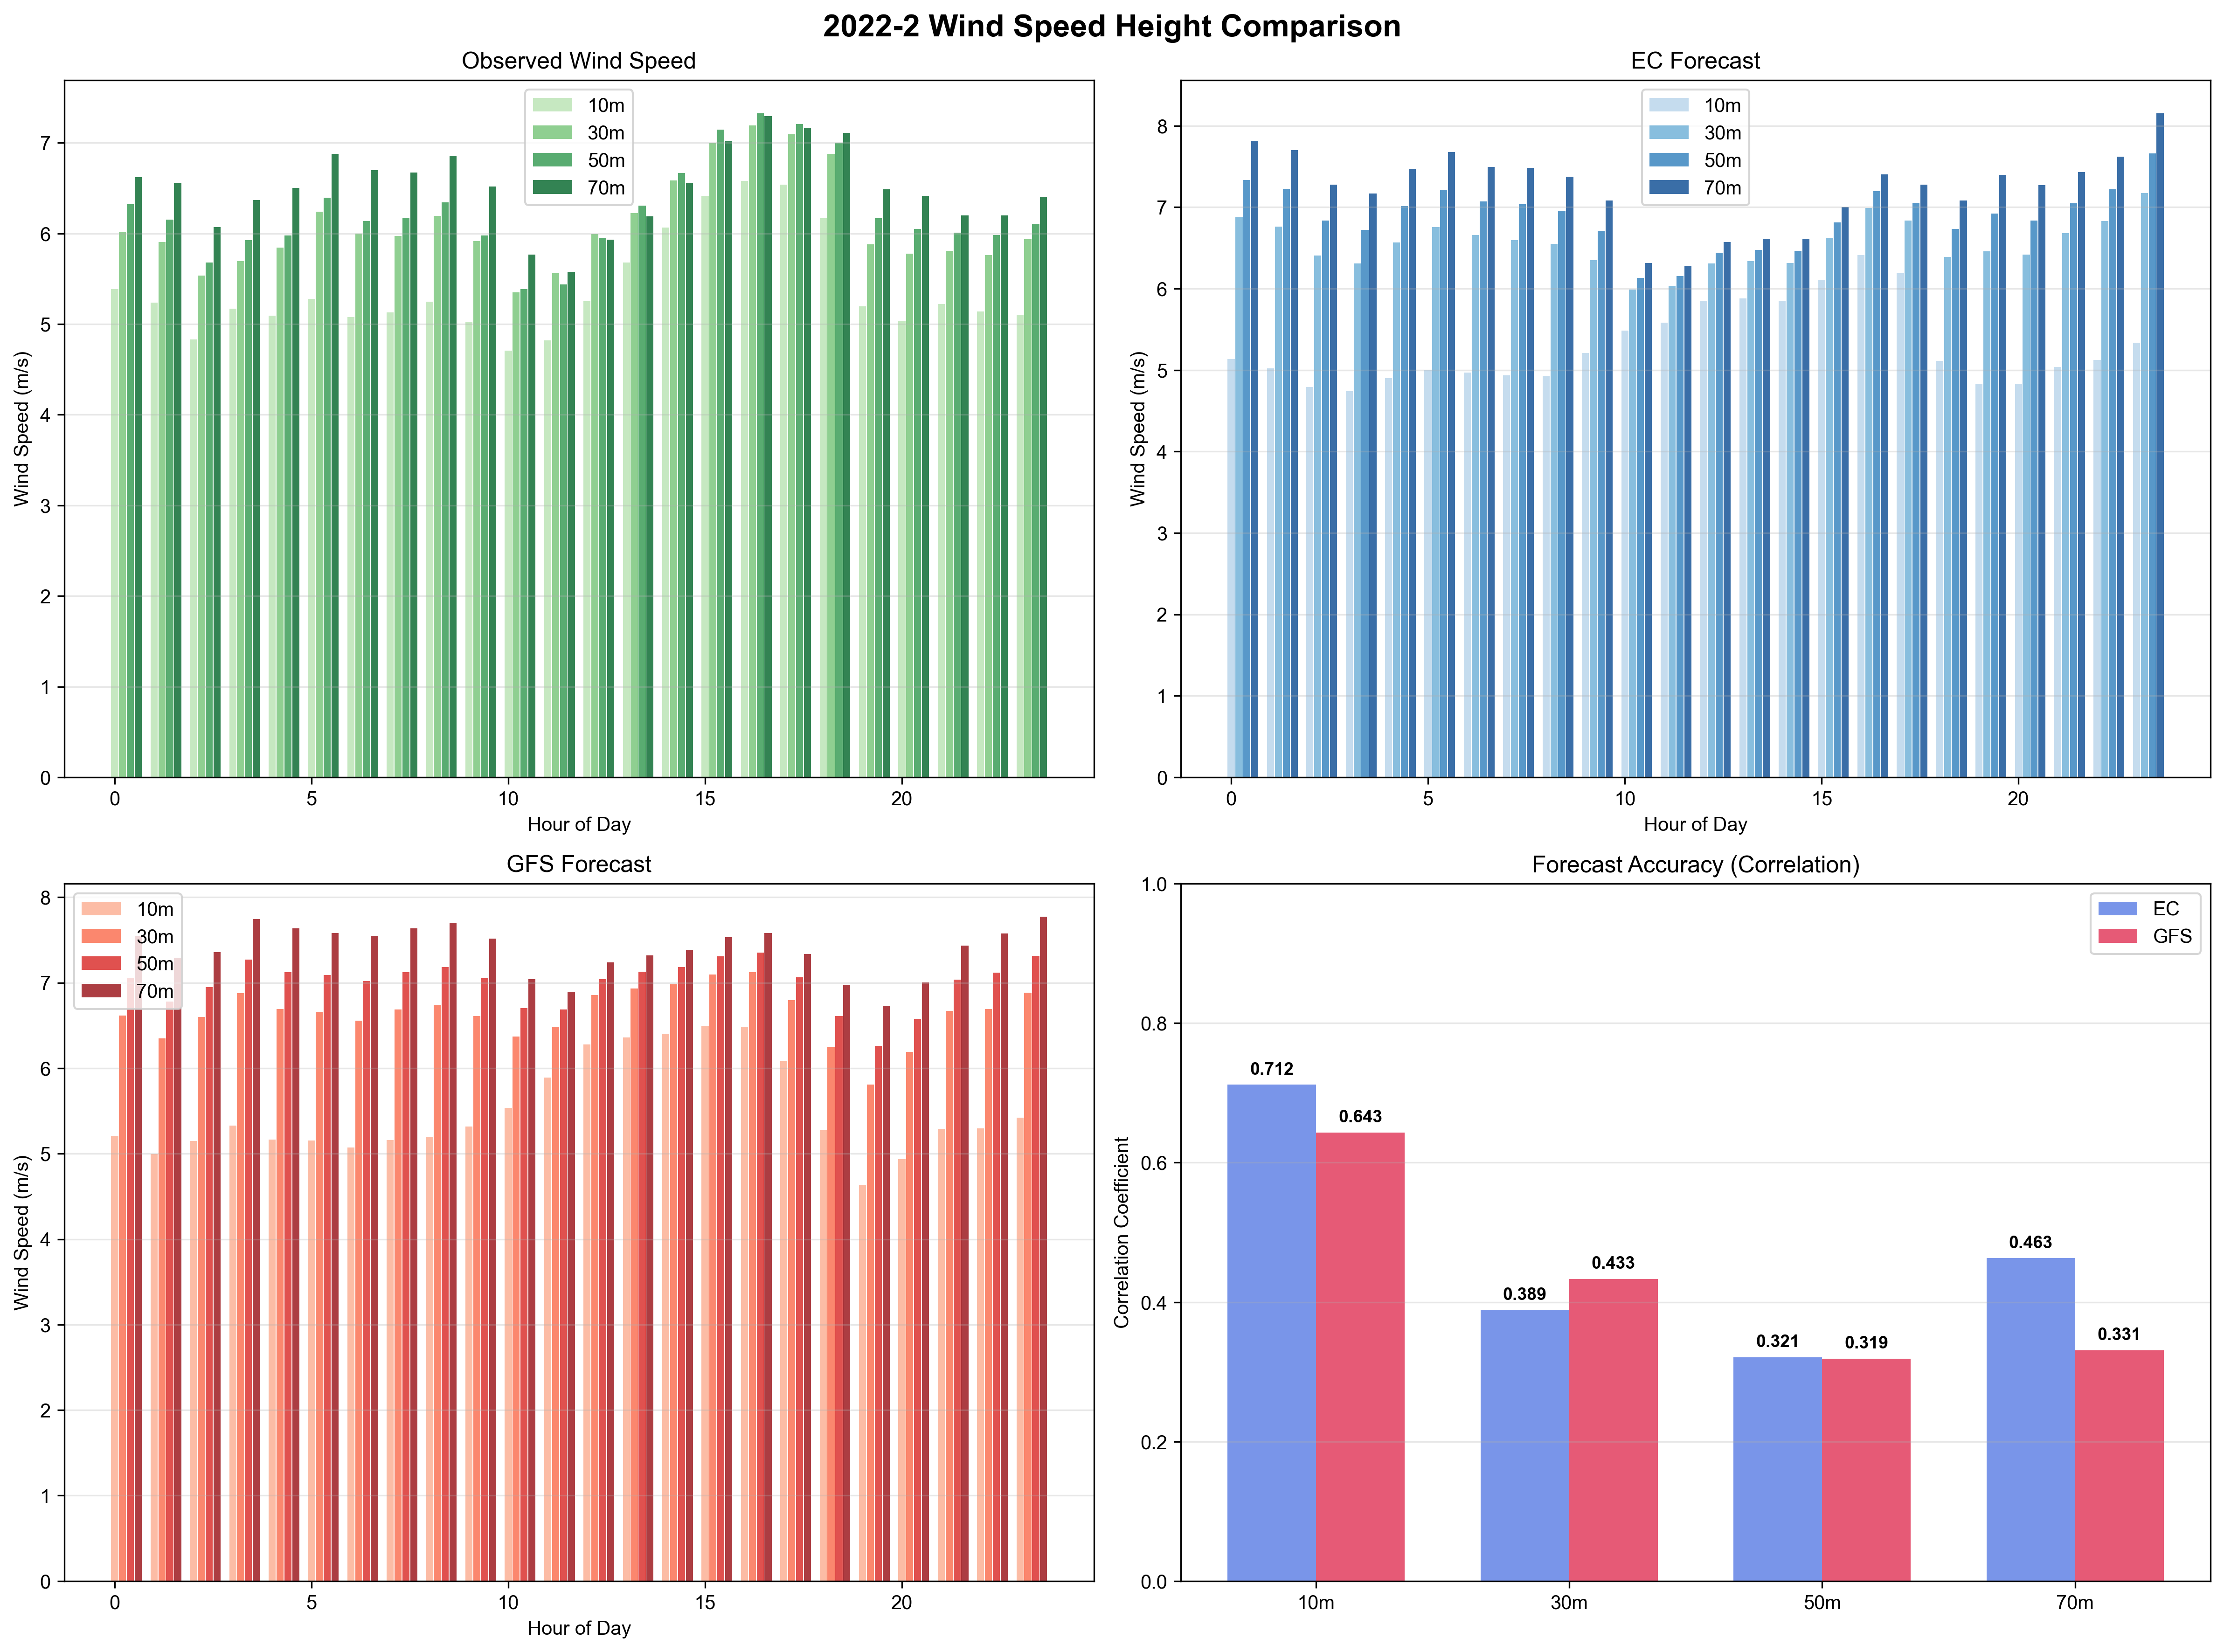 2022-2 Wind Speed Height Comparison
Observed Wind Speed
10m
30m
50m
70m
Wind Speed (m/s)
7
6
5
4
3
2
1
0
0 5 10 15 20
Hour of Day
EC Forecast
10m
30m
50m
70m
Wind Speed (m/s)
8
7
6
5
4
3
2
1
0
0 5 10 15 20
Hour of Day
GFS Forecast
10m
30m
50m
70m
Wind Speed (m/s)
8
7
6
5
4
3
2
1
0
0 5 10 15 20
Hour of Day
Forecast Accuracy (Correlation)
EC
GFS
Correlation Coefficient
1.0
0.8
0.6
0.4
0.2
0.0
0.712
0.643
0.389
0.433
0.321
0.319
0.463
0.331
10m 30m 50m 70m